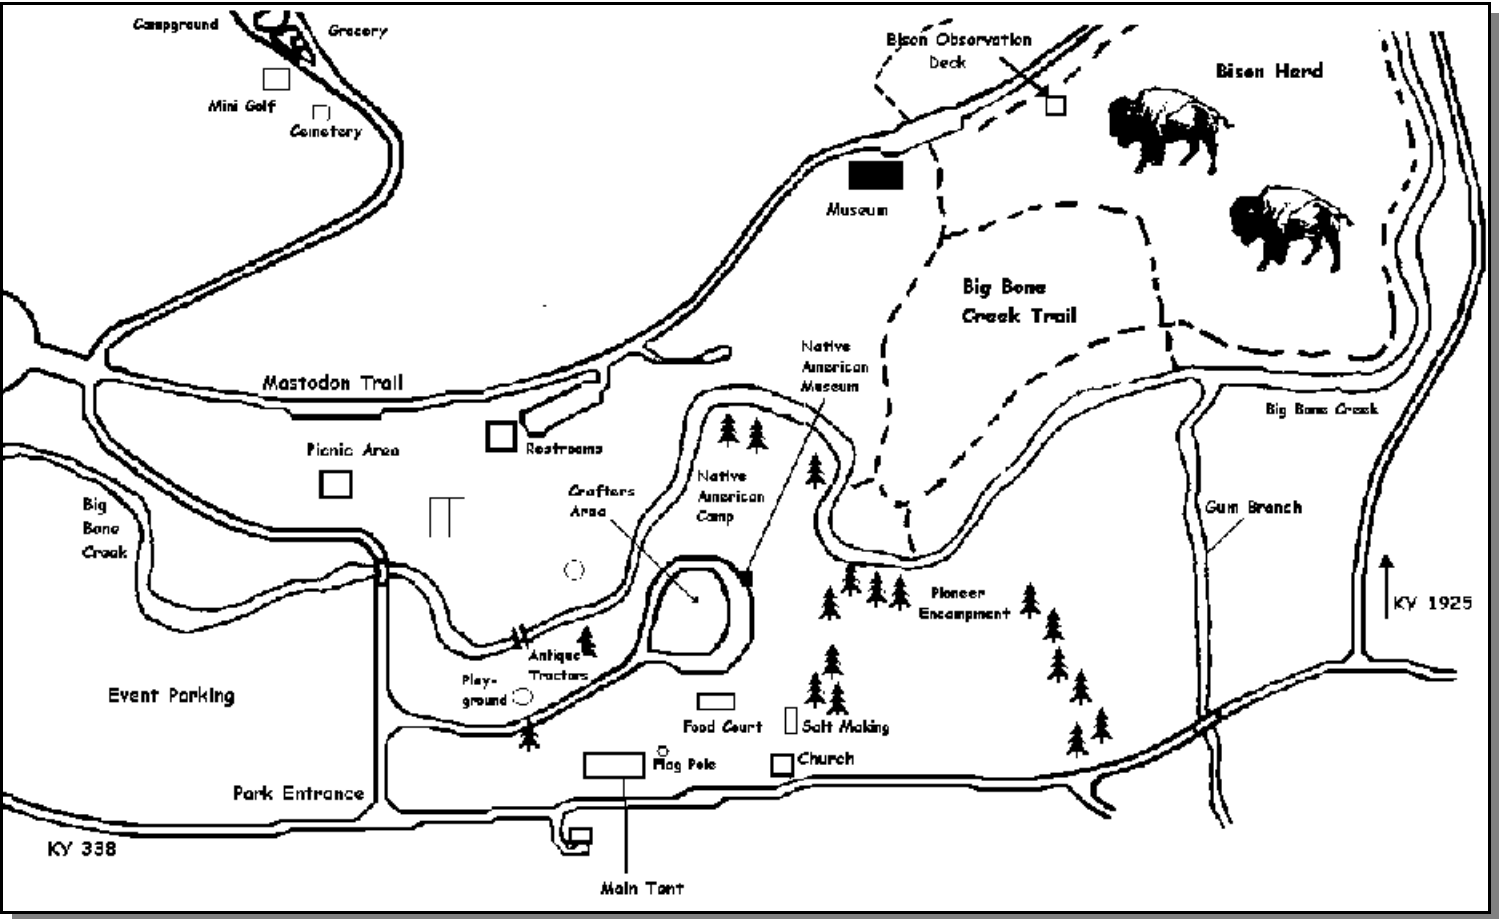 Campground
Grocery
Mini Golf
Cemetery
Bison Observation
Deck
Bison Herd
Museum
Big Bone
Creek Trail
Native
American
Museum
Mastodon Trail
Big Bone Creek
Picnic Area
Restrooms
Crafters
Area
Native
American
Camp
Big
Bone
Creek
Gum Branch
Pioneer
Encampment
KY 1925
Antique
Tractors
Play-
ground
Event Parking
Food Court
Salt Making
Flag Pole
Church
Park Entrance
KY 338
Main Tent